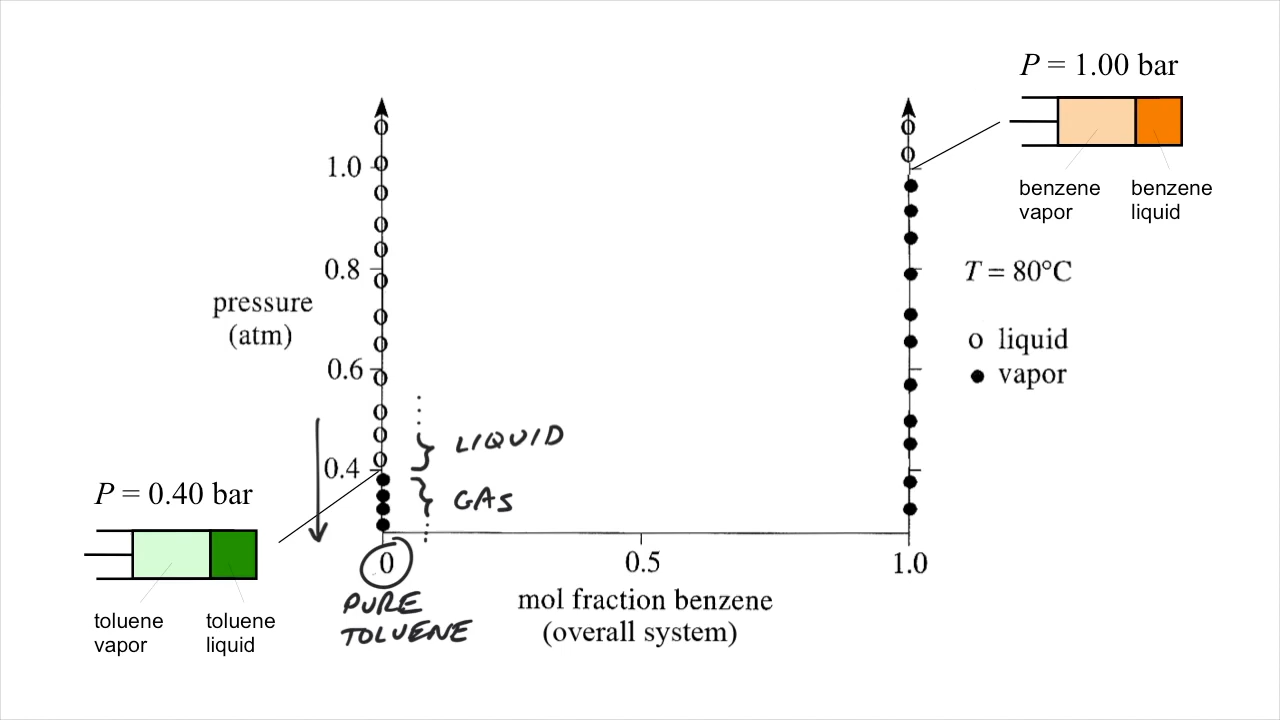 P = 1.00 bar
benzene
vapor
benzene
liquid
1.0
0.8
pressure
(atm)
0.6
0.4
T = 80°C
o liquid
● vapor
LIQUID
GAS
P = 0.40 bar
toluene
vapor
toluene
liquid
0
0.5
1.0
PURE
TOLUENE
mol fraction benzene
(overall system)